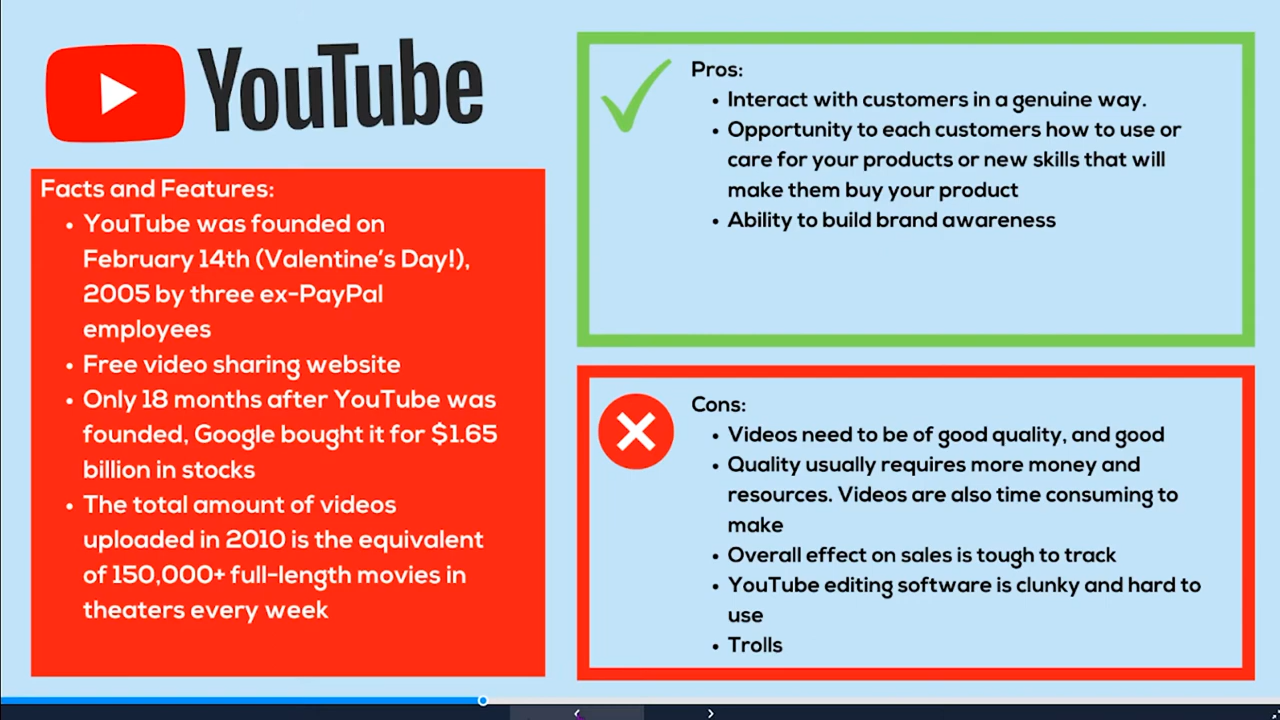 YouTube
Facts and Features:
• YouTube was founded on
February 14th (Valentine's Day!),
2005 by three ex-PayPal
employees
• Free video sharing website
• Only 18 months after YouTube was
founded, Google bought it for $1.65
billion in stocks
• The total amount of videos
uploaded in 2010 is the equivalent
of 150,000+ full-length movies in
theaters every week
Pros:
• Interact with customers in a genuine way.
• Opportunity to each customers how to use or
care for your products or new skills that will
make them buy your product
• Ability to build brand awareness
Cons:
• Videos need to be of good quality, and good
• Quality usually requires more money and
resources. Videos are also time consuming to
make
• Overall effect on sales is tough to track
• YouTube editing software is clunky and hard to
use
• Trolls